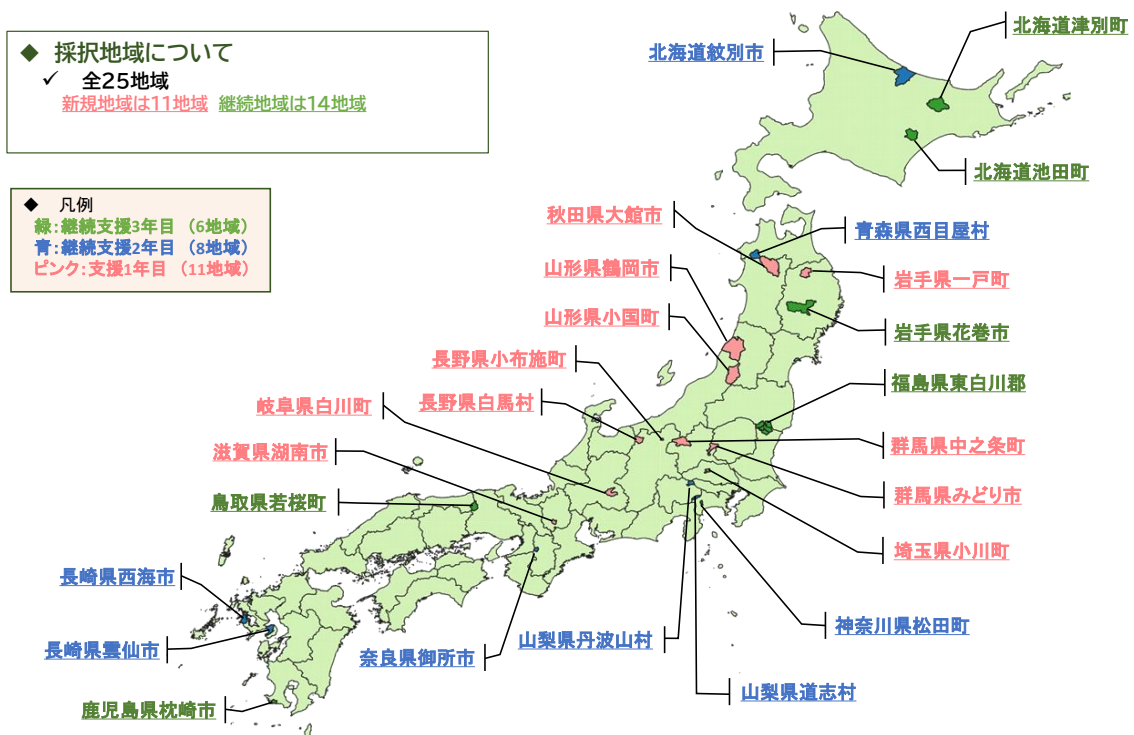 ◆ 採択地域について
✓ 全25地域
新規地域は11地域 継続地域は14地域
◆ 凡例
緑:継続支援3年目 (6地域)
青:継続支援2年目 (8地域)
ピンク:支援1年目 (11地域)
北海道津別町
北海道紋別市
北海道池田町
秋田県大館市
青森県西目屋村
山形県鶴岡市
岩手県一戸町
山形県小国町
岩手県花巻市
長野県小布施町
福島県東白川郡
長野県白馬村
岐阜県白川町
群馬県中之条町
滋賀県湖南市
群馬県みどり市
鳥取県若桜町
埼玉県小川町
長崎県西海市
神奈川県松田町
山梨県丹波山村
長崎県雲仙市
奈良県御所市
山梨県道志村
鹿児島県枕崎市